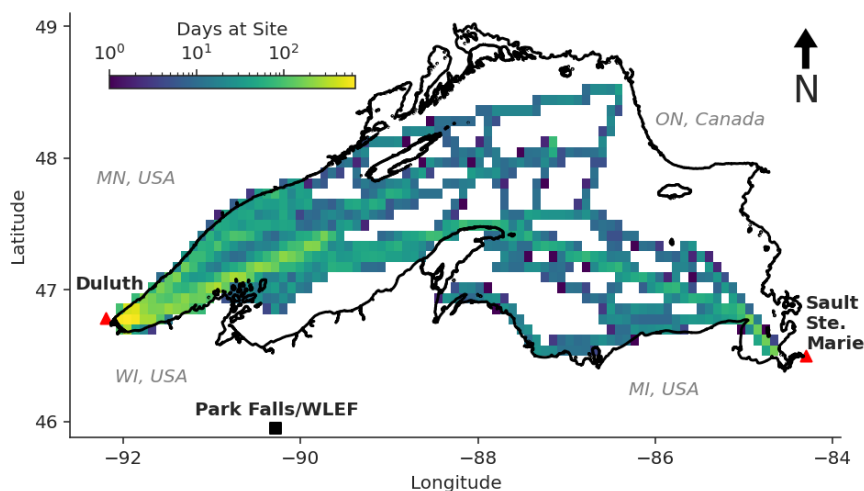 Days at Site
10⁰ 10¹ 10²
49
48
47
46
Latitude
N
ON, Canada
MN, USA
Duluth
Sault
Ste.
Marie
WI, USA
MI, USA
Park Falls/WLEF
−92 −90 −88 −86 −84
Longitude